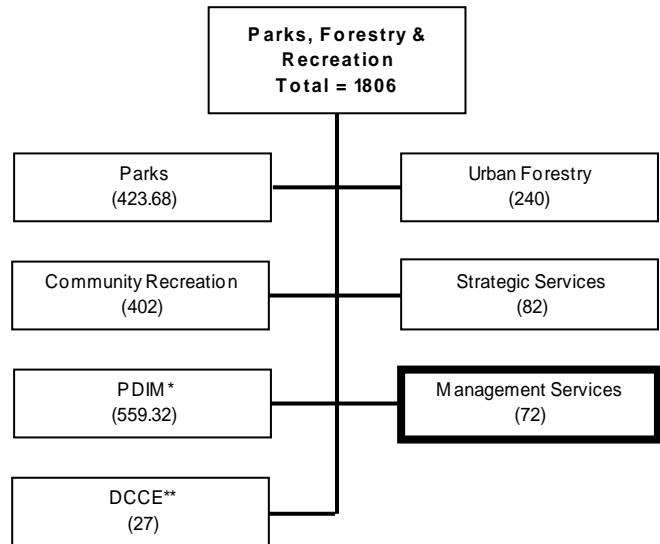 Parks, Forestry &
Recreation
Total = 1806
Parks
(423.68)
Urban Forestry
(240)
Community Recreation
(402)
Strategic Services
(82)
PDIM*
(559.32)
Management Services
(72)
DCCE**
(27)